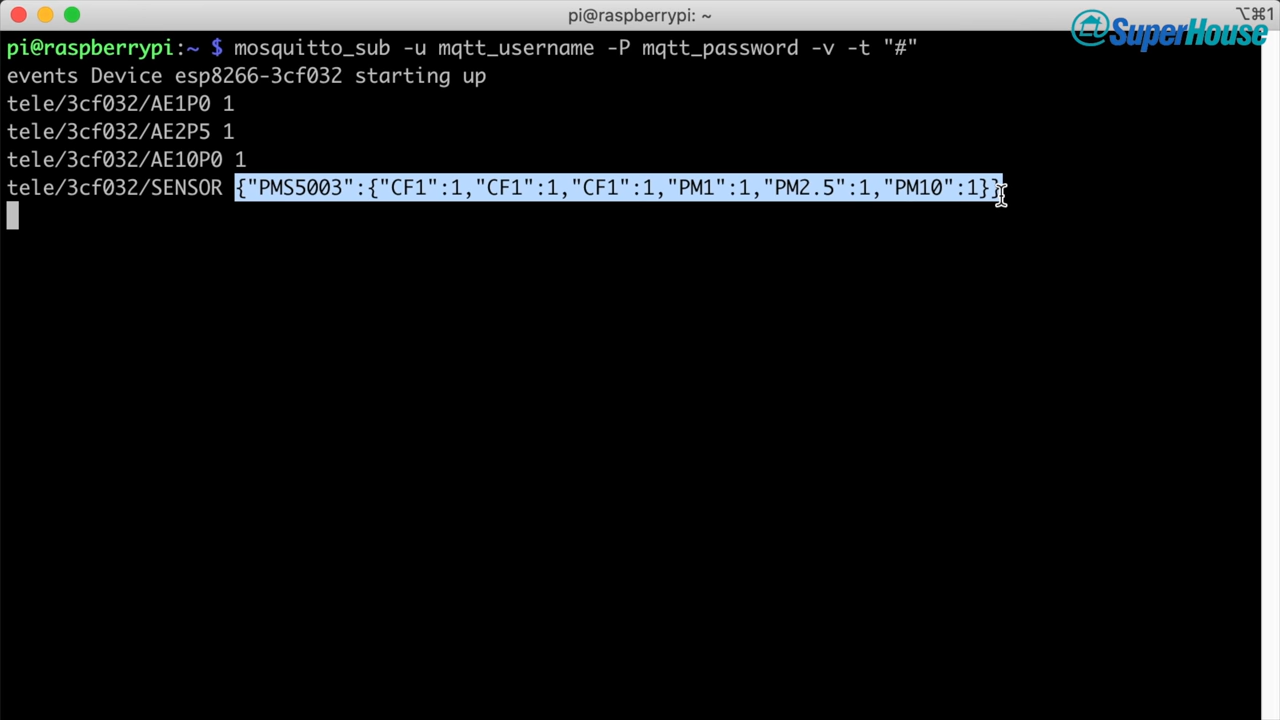 pi@raspberrypi: ~
⌥⌘1
@SuperHouse
pi@raspberrypi:~ $ mosquitto_sub -u mqtt_username -P mqtt_password -v -t "#"
events Device esp8266-3cf032 starting up
tele/3cf032/AE1P0 1
tele/3cf032/AE2P5 1
tele/3cf032/AE10P0 1
tele/3cf032/SENSOR {"PMS5003":{"CF1":1,"CF1":1,"CF1":1,"PM1":1,"PM2.5":1,"PM10":1}}